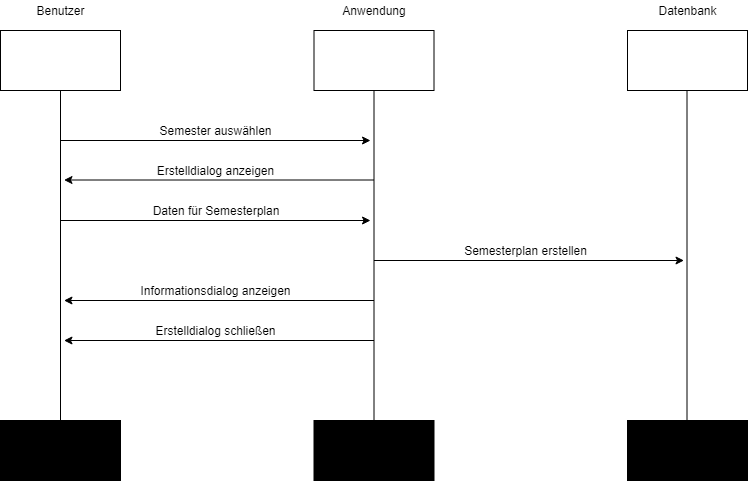 Benutzer
Anwendung
Datenbank
Semester auswählen
Erstelldialog anzeigen
Daten für Semesterplan
Semesterplan erstellen
Informationsdialog anzeigen
Erstelldialog schließen